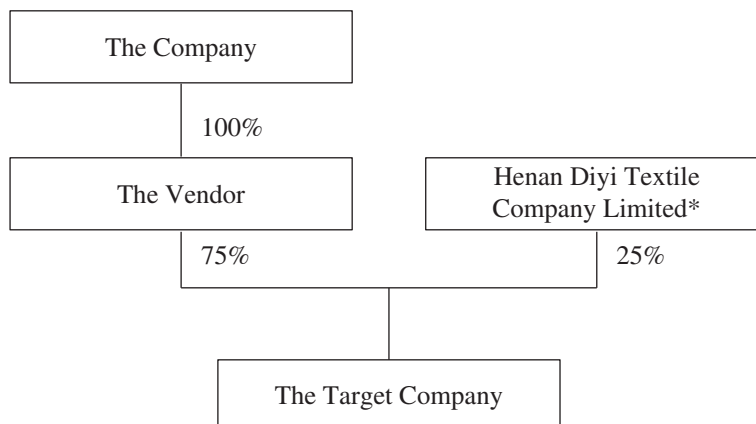 The Company
100%
The Vendor
Henan Diyi Textile
Company Limited*
75%
25%
The Target Company